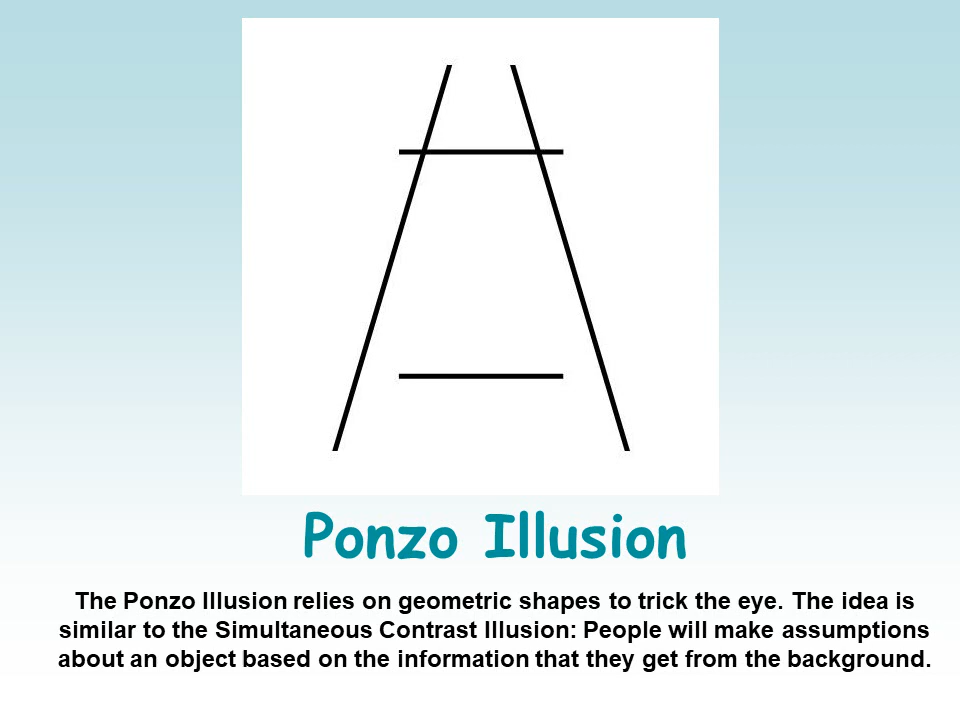 Ponzo Illusion
The Ponzo Illusion relies on geometric shapes to trick the eye. The idea is
similar to the Simultaneous Contrast Illusion: People will make assumptions
about an object based on the information that they get from the background.